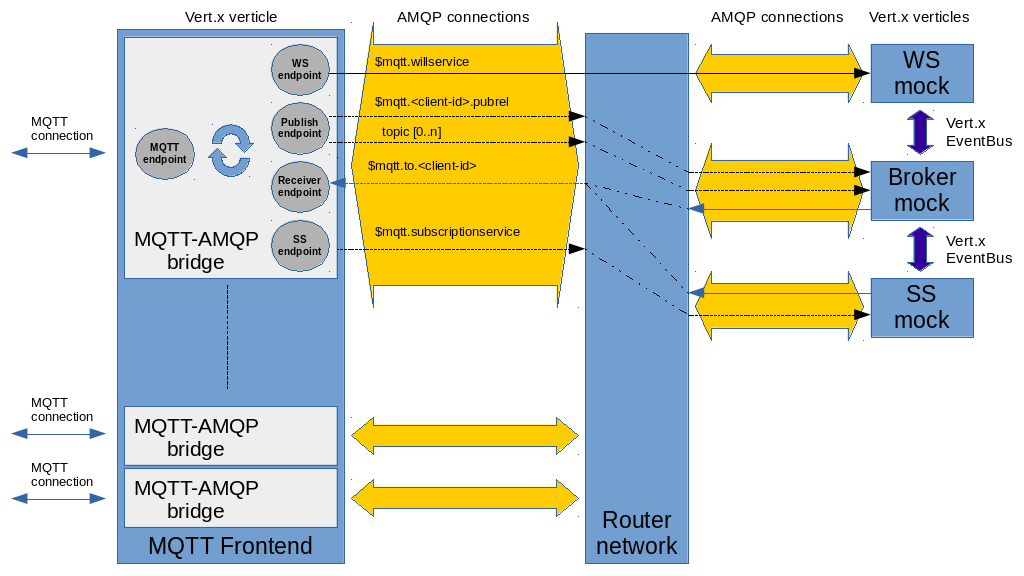 Vert.x verticle
AMQP connections
AMQP connections
Vert.x verticles
MQTT
connection
MQTT
endpoint
WS
endpoint
Publish
endpoint
Receiver
endpoint
SS
endpoint
MQTT-AMQP
bridge
$mqtt.willservice
$mqtt.<client-id>.pubrel
topic [0..n]
$mqtt.to.<client-id>
$mqtt.subscriptionservice
WS
mock
Vert.x
EventBus
Broker
mock
Vert.x
EventBus
SS
mock
MQTT
connection
MQTT-AMQP
bridge
MQTT
connection
MQTT-AMQP
bridge
MQTT Frontend
Router
network